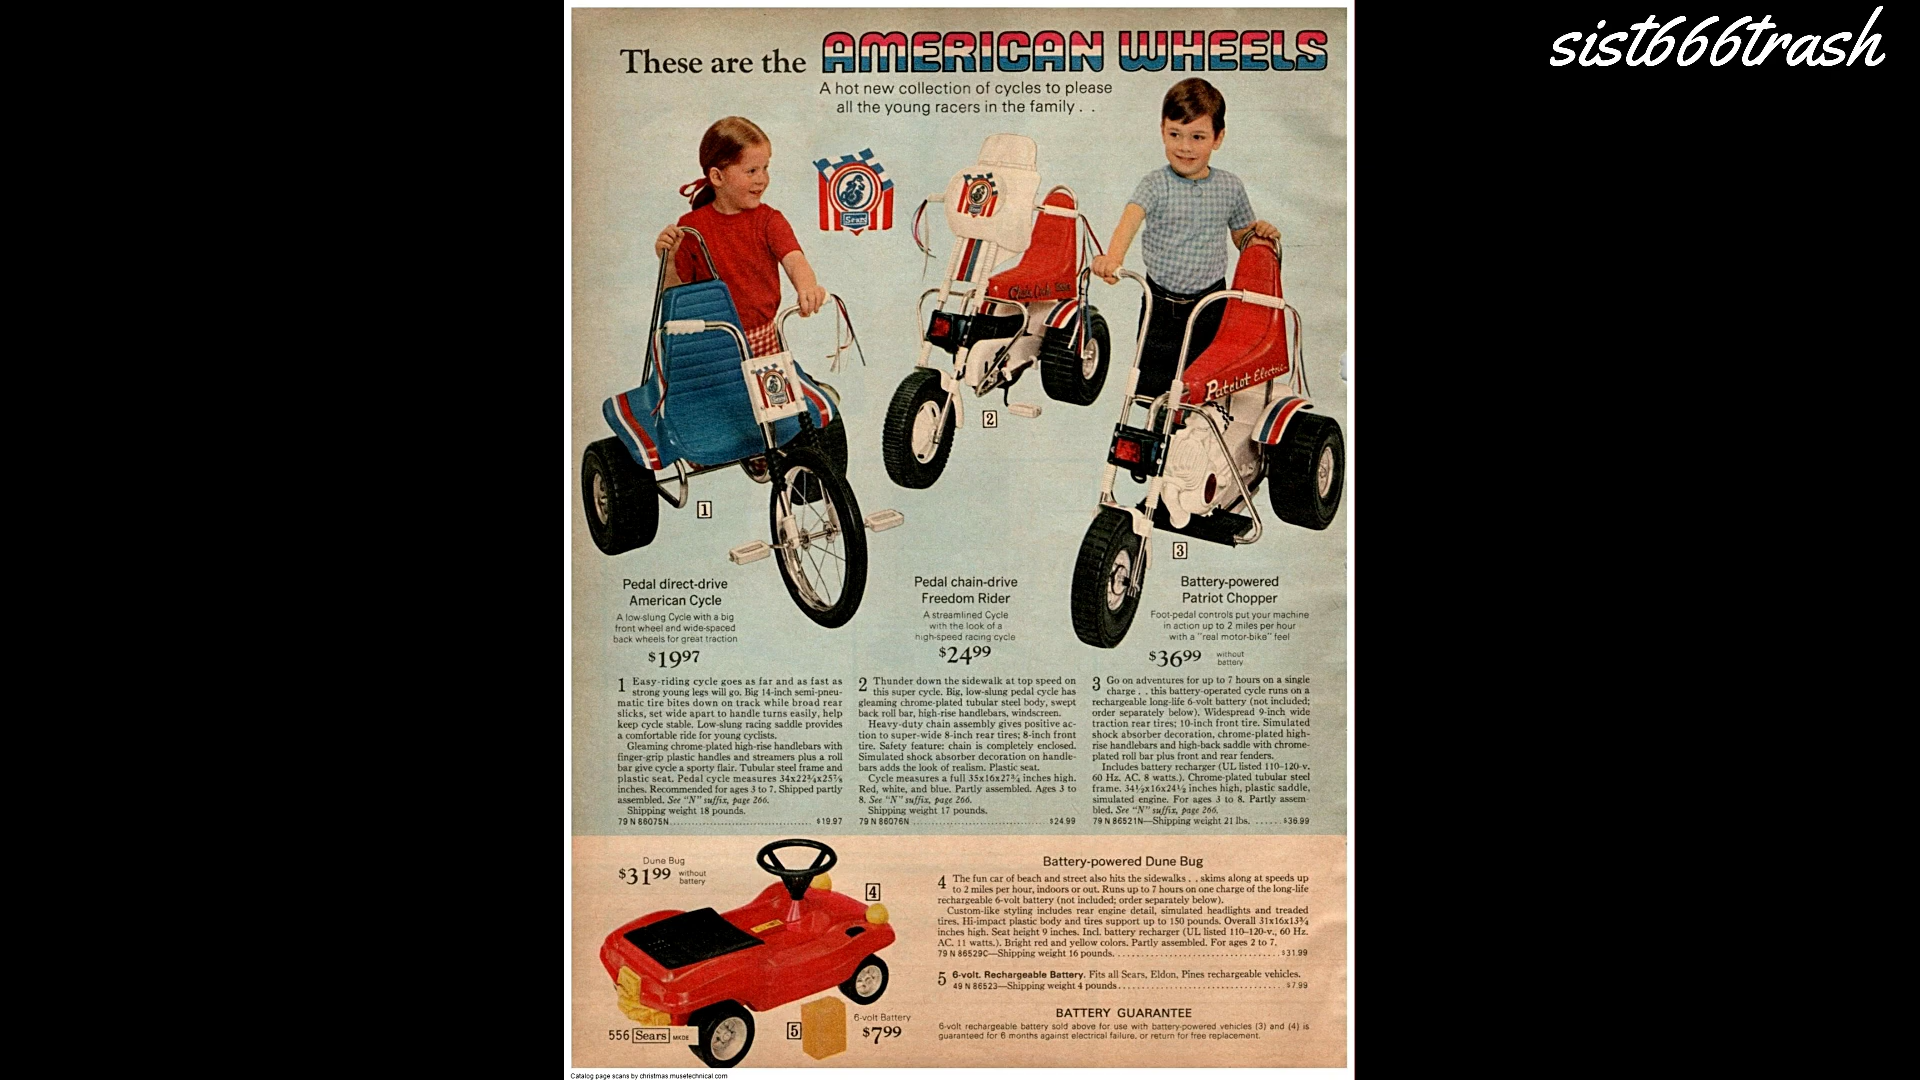 sist666trash
These are the AMERICAN WHEELS
A hot new collection of cycles to please
all the young racers in the family . .
Sears
Patriot Electric
1
2
3
Pedal direct-drive
American Cycle
A low-slung Cycle with a big
front wheel and wide-spaced
back wheels for great traction
$19.97
Pedal chain-drive
Freedom Rider
A streamlined Cycle
with the look of a
high-speed racing cycle
$24.99
Battery-powered
Patriot Chopper
Foot-pedal controls put your machine
in action up to 2 miles per hour
with a "real motor-bike" feel
$36.99 without
battery
1 Easy-riding cycle goes as far and as fast as
strong young legs will go. Big 14-inch semi-pneu-
matic tire bites down on track while broad rear
slicks, set wide apart to handle turns easily, help
keep cycle stable. Low-slung racing saddle provides
a comfortable ride for young cyclists.
Gleaming chrome-plated high-rise handlebars with
finger-grip plastic handles and streamers plus a roll
bar give cycle a sporty flair. Tubular steel frame and
plastic seat. Pedal cycle measures 34x22¾x25⅞
inches. Recommended for ages 3 to 7. Shipped partly
assembled. See "N" suffix, page 266.
Shipping weight 18 pounds.
79 N 86075N.................................... $19.97
2 Thunder down the sidewalk at top speed on
this super cycle. Big, low-slung pedal cycle has
gleaming chrome-plated tubular steel body, swept
back roll bar, high-rise handlebars, windscreen.
Heavy-duty chain assembly gives positive ac-
tion to super-wide 8-inch rear tires; 8-inch front
tire. Safety feature: chain is completely enclosed.
Simulated shock absorber decoration on handle-
bars adds the look of realism. Plastic seat.
Cycle measures a full 35x16x27¾ inches high.
Red, white, and blue. Partly assembled. Ages 3 to
8. See "N" suffix, page 266.
Shipping weight 17 pounds.
79 N 86076N.................................... $24.99
3 Go on adventures for up to 7 hours on a single
charge . . this battery-operated cycle runs on a
rechargeable long-life 6-volt battery (not included;
order separately below). Widespread 9-inch wide
traction rear tires; 10-inch front tire. Simulated
shock absorber decoration, chrome-plated high-
rise handlebars and high-back saddle with chrome-
plated roll bar plus front and rear fenders.
Includes battery recharger (UL listed 110-120-v.
60 Hz. AC. 8 watts.). Chrome-plated tubular steel
frame. 34½x16x24½ inches high, plastic saddle,
simulated engine. For ages 3 to 8. Partly assem-
bled. See "N" suffix, page 266.
79 N 86521N—Shipping weight 21 lbs. ...... $36.99
Dune Bug
$31.99 without
battery
4
5
6-volt Battery
$7.99
556 Sears MKDE
Battery-powered Dune Bug
4 The fun car of beach and street also hits the sidewalks . . skims along at speeds up
to 2 miles per hour, indoors or out. Runs up to 7 hours on one charge of the long-life
rechargeable 6-volt battery (not included; order separately below).
Custom-like styling includes rear engine detail, simulated headlights and treaded
tires. Hi-impact plastic body and tires support up to 150 pounds. Overall 31x16x13¾
inches high. Seat height 9 inches. Incl. battery recharger (UL listed 110-120-v., 60 Hz.
AC. 11 watts.). Bright red and yellow colors. Partly assembled. For ages 2 to 7.
79 N 86529C—Shipping weight 16 pounds.................................... $31.99
5 6-volt. Rechargeable Battery. Fits all Sears, Eldon, Pines rechargeable vehicles.
49 N 86523—Shipping weight 4 pounds.................................... $7.99
BATTERY GUARANTEE
6-volt rechargeable battery sold above for use with battery-powered vehicles (3) and (4) is
guaranteed for 6 months against electrical failure, or return for free replacement.
Catalog page scans by christmas.musetechnical.com